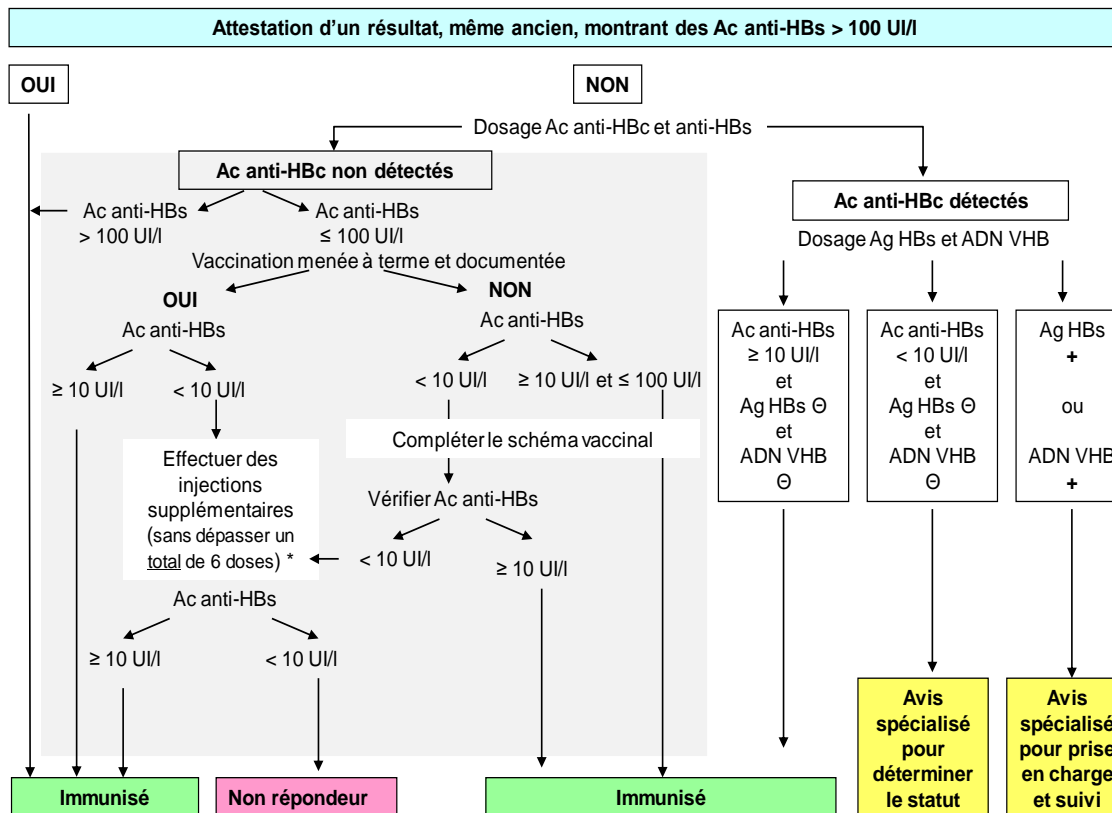 Attestation d'un résultat, même ancien, montrant des Ac anti-HBs > 100 UI/l
OUI
NON
Dosage Ac anti-HBc et anti-HBs
Ac anti-HBc non détectés
Ac anti-HBs
> 100 UI/l
Ac anti-HBs
≤ 100 UI/l
Vaccination menée à terme et documentée
OUI
Ac anti-HBs
≥ 10 UI/l
< 10 UI/l
NON
Ac anti-HBs
< 10 UI/l
≥ 10 UI/l et ≤ 100 UI/l
Compléter le schéma vaccinal
Vérifier Ac anti-HBs
< 10 UI/l
≥ 10 UI/l
Effectuer des
injections
supplémentaires
(sans dépasser un
total de 6 doses) *
Ac anti-HBs
≥ 10 UI/l
< 10 UI/l
Ac anti-HBc détectés
Dosage Ag HBs et ADN VHB
Ac anti-HBs
≥ 10 UI/l
et
Ag HBs Θ
et
ADN VHB
Θ
Ac anti-HBs
< 10 UI/l
et
Ag HBs Θ
et
ADN VHB
Θ
Ag HBs
+
ou
ADN VHB
+
Immunisé
Non répondeur
Immunisé
Avis
spécialisé
pour
déterminer
le statut
Avis
spécialisé
pour prise
en charge
et suivi